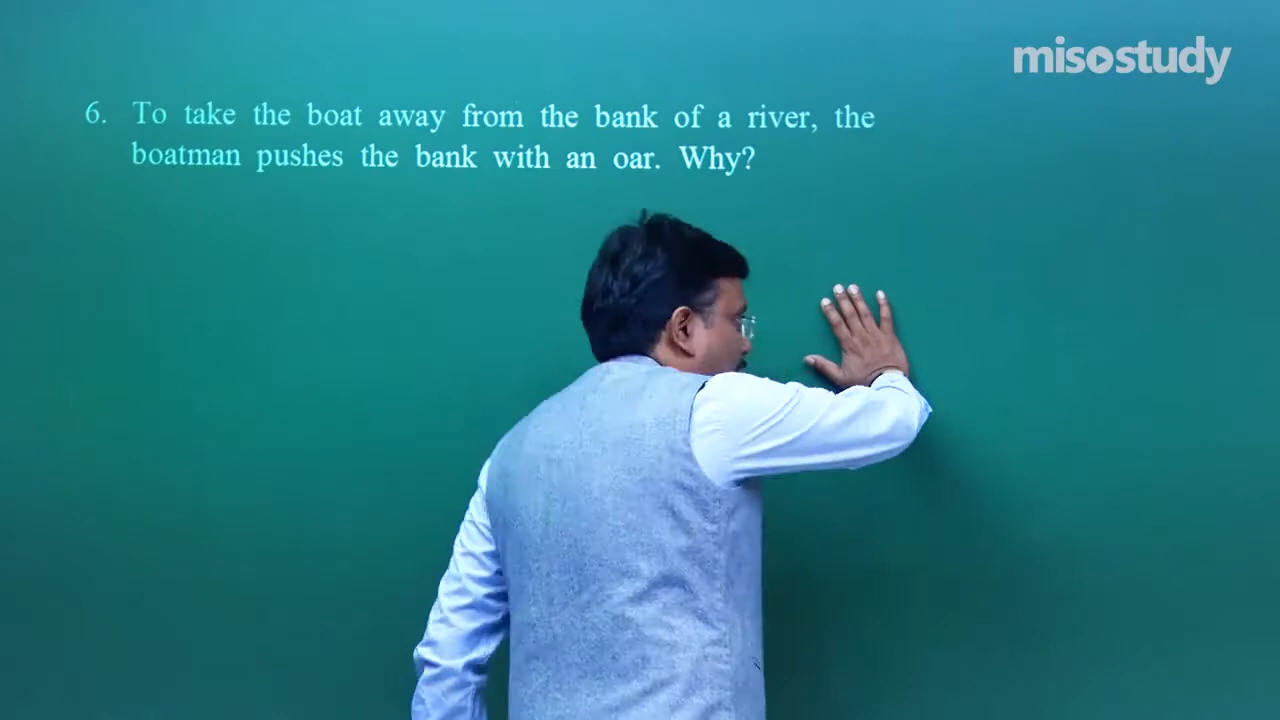 misostudy
6. To take the boat away from the bank of a river, the
boatman pushes the bank with an oar. Why?